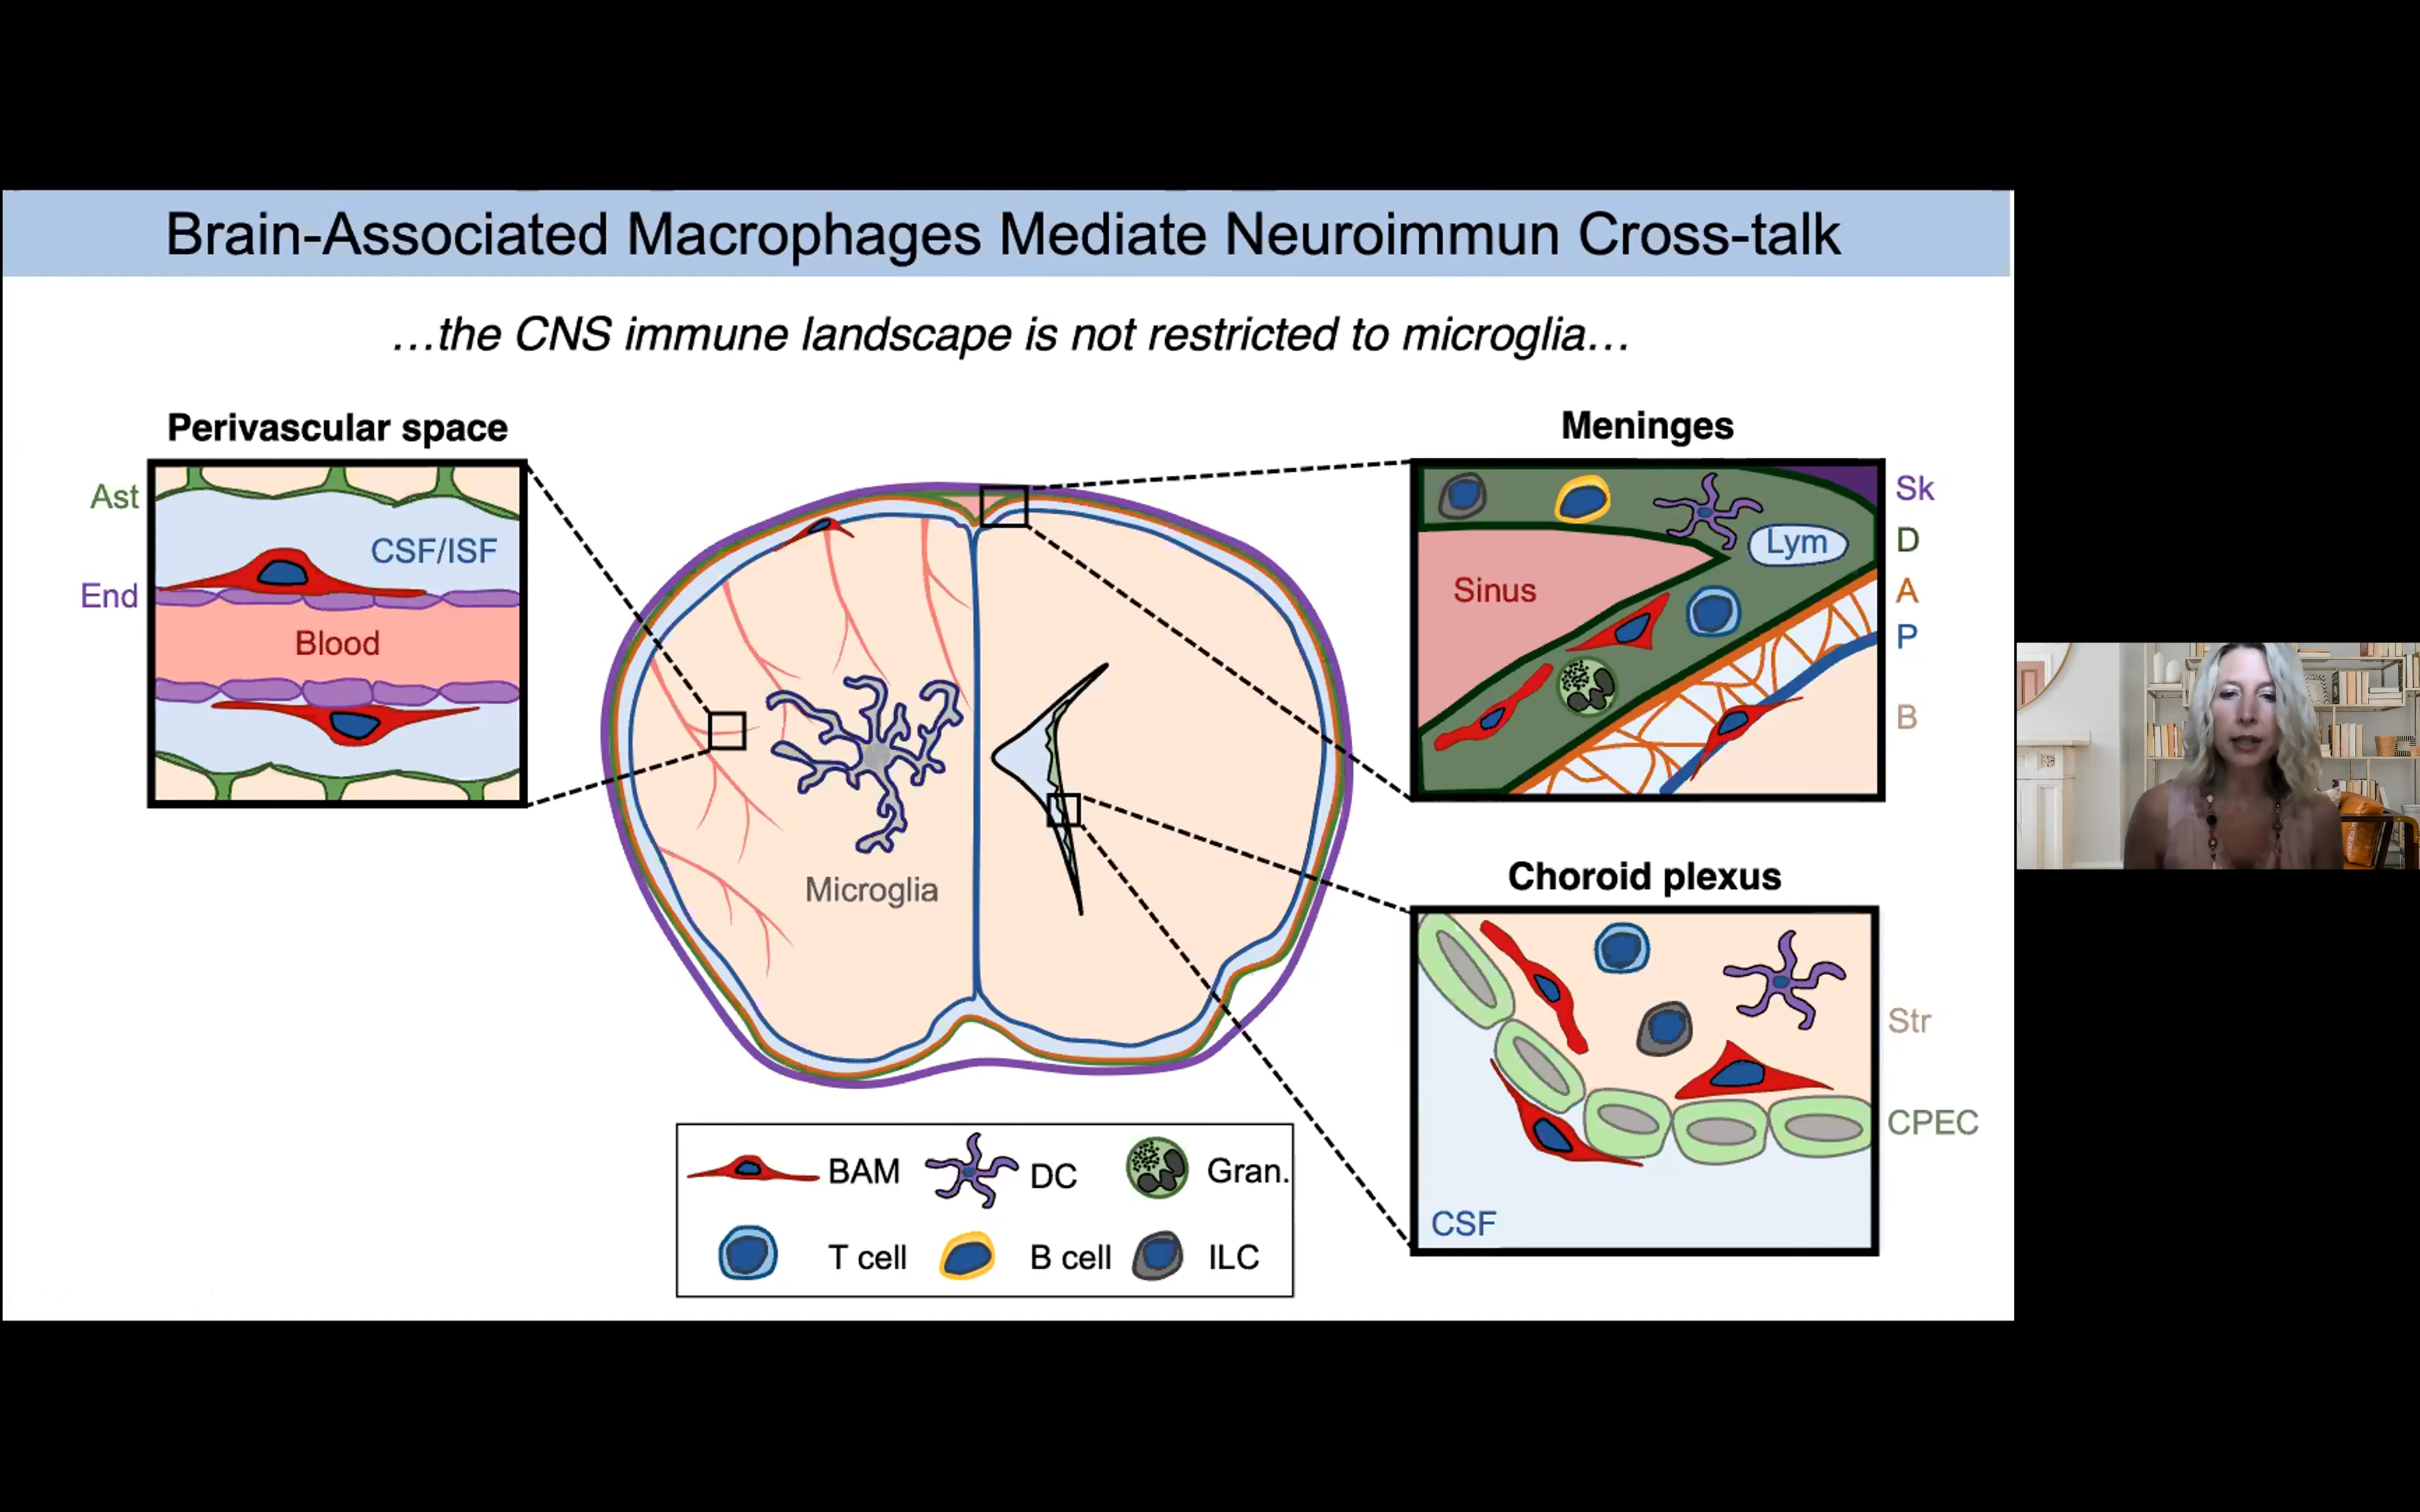 Brain-Associated Macrophages Mediate Neuroimmun Cross-talk
...the CNS immune landscape is not restricted to microglia...
Perivascular space
Ast
CSF/ISF
End
Blood
Microglia
Meninges
Sk
D
Lym
A
Sinus
P
B
Choroid plexus
Str
CPEC
CSF
BAM DC Gran.
T cell B cell ILC